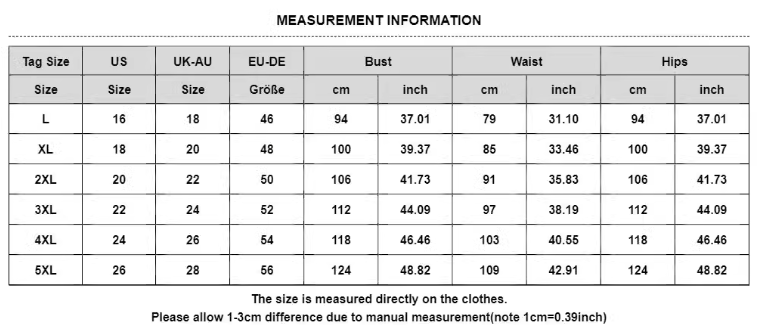 MEASUREMENT INFORMATION
Tag Size US UK-AU EU-DE Bust Waist Hips
Size Size Size Größe cm inch cm inch cm inch
L 16 18 46 94 37.01 79 31.10 94 37.01
XL 18 20 48 100 39.37 85 33.46 100 39.37
2XL 20 22 50 106 41.73 91 35.83 106 41.73
3XL 22 24 52 112 44.09 97 38.19 112 44.09
4XL 24 26 54 118 46.46 103 40.55 118 46.46
5XL 26 28 56 124 48.82 109 42.91 124 48.82
The size is measured directly on the clothes.
Please allow 1-3cm difference due to manual measurement(note 1cm=0.39inch)